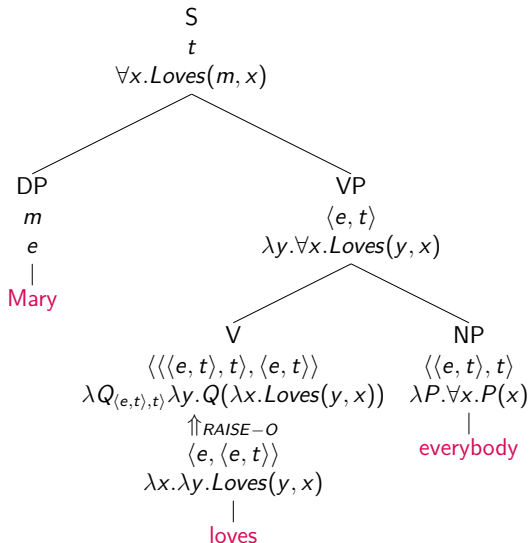 S
t
∀x.Loves(m, x)
DP VP
m ⟨e, t⟩
e λy.∀x.Loves(y, x)
Mary
V NP
⟨⟨⟨e, t⟩, t⟩, ⟨e, t⟩⟩ ⟨⟨e, t⟩, t⟩
λQ⟨⟨e,t⟩,t⟩λy.Q(λx.Loves(y, x)) λP.∀x.P(x)
⇑RAISE−O everybody
⟨e, ⟨e, t⟩⟩
λx.λy.Loves(y, x)
loves